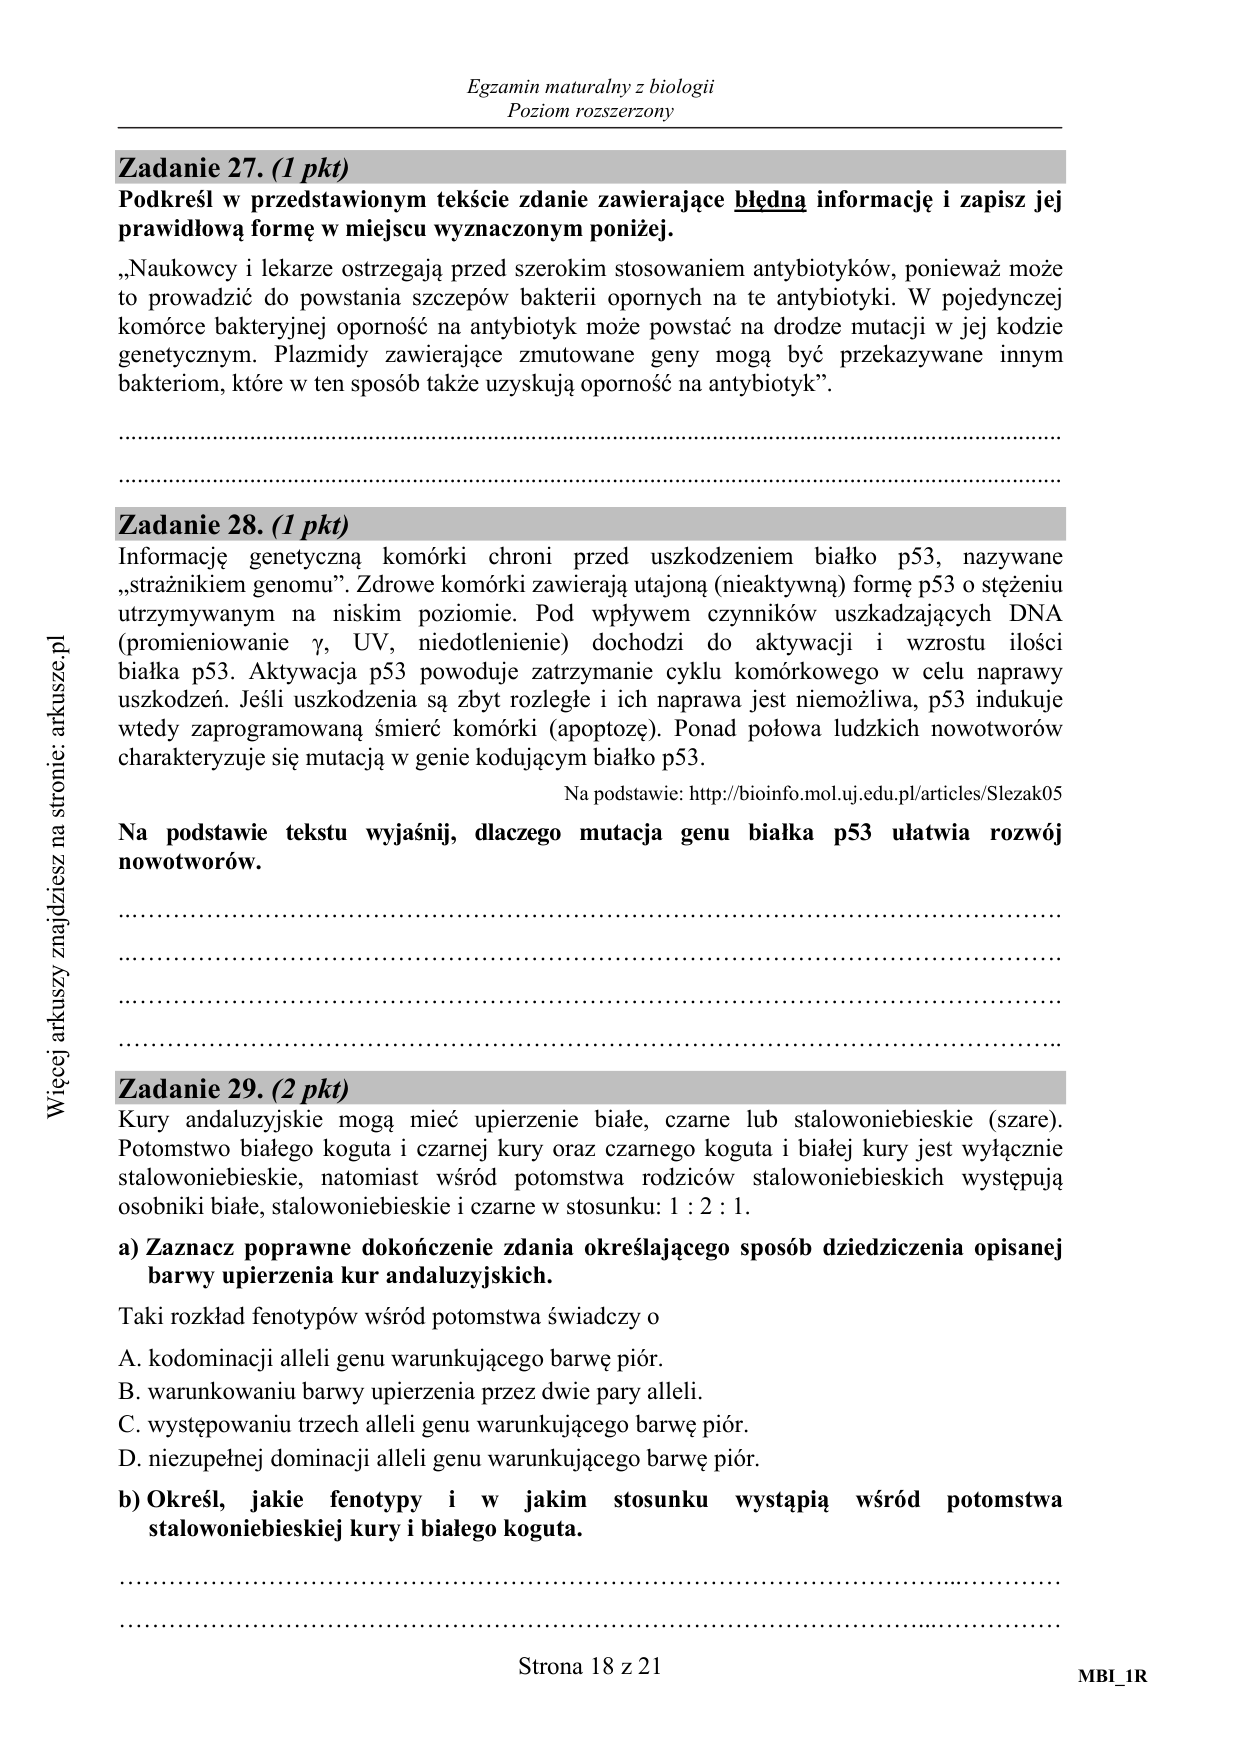 Egzamin maturalny z biologii
Poziom rozszerzony
Zadanie 27. (1 pkt)
Podkreśl w przedstawionym tekście zdanie zawierające błędną informację i zapisz jej
prawidłową formę w miejscu wyznaczonym poniżej.
„Naukowcy i lekarze ostrzegają przed szerokim stosowaniem antybiotyków, ponieważ może
to prowadzić do powstania szczepów bakterii opornych na te antybiotyki. W pojedynczej
komórce bakteryjnej oporność na antybiotyk może powstać na drodze mutacji w jej kodzie
genetycznym. Plazmidy zawierające zmutowane geny mogą być przekazywane innym
bakteriom, które w ten sposób także uzyskują oporność na antybiotyk”.
Zadanie 28. (1 pkt)
Informację genetyczną komórki chroni przed uszkodzeniem białko p53, nazywane
„strażnikiem genomu”. Zdrowe komórki zawierają utajoną (nieaktywną) formę p53 o stężeniu
utrzymywanym na niskim poziomie. Pod wpływem czynników uszkadzających DNA
(promieniowanie γ, UV, niedotlenienie) dochodzi do aktywacji i wzrostu ilości
białka p53. Aktywacja p53 powoduje zatrzymanie cyklu komórkowego w celu naprawy
uszkodzeń. Jeśli uszkodzenia są zbyt rozległe i ich naprawa jest niemożliwa, p53 indukuje
wtedy zaprogramowaną śmierć komórki (apoptozę). Ponad połowa ludzkich nowotworów
charakteryzuje się mutacją w genie kodującym białko p53.
Na podstawie: http://bioinfo.mol.uj.edu.pl/articles/Slezak05
Na podstawie tekstu wyjaśnij, dlaczego mutacja genu białka p53 ułatwia rozwój
nowotworów.
Zadanie 29. (2 pkt)
Kury andaluzyjskie mogą mieć upierzenie białe, czarne lub stalowoniebieskie (szare).
Potomstwo białego koguta i czarnej kury oraz czarnego koguta i białej kury jest wyłącznie
stalowoniebieskie, natomiast wśród potomstwa rodziców stalowoniebieskich występują
osobniki białe, stalowoniebieskie i czarne w stosunku: 1 : 2 : 1.
a) Zaznacz poprawne dokończenie zdania określającego sposób dziedziczenia opisanej
barwy upierzenia kur andaluzyjskich.
Taki rozkład fenotypów wśród potomstwa świadczy o
A. kodominacji alleli genu warunkującego barwę piór.
B. warunkowaniu barwy upierzenia przez dwie pary alleli.
C. występowaniu trzech alleli genu warunkującego barwę piór.
D. niezupełnej dominacji alleli genu warunkującego barwę piór.
b) Określ, jakie fenotypy i w jakim stosunku wystąpią wśród potomstwa
stalowoniebieskiej kury i białego koguta.
Strona 18 z 21
MBI_1R
Więcej arkuszy znajdziesz na stronie: arkusze.pl